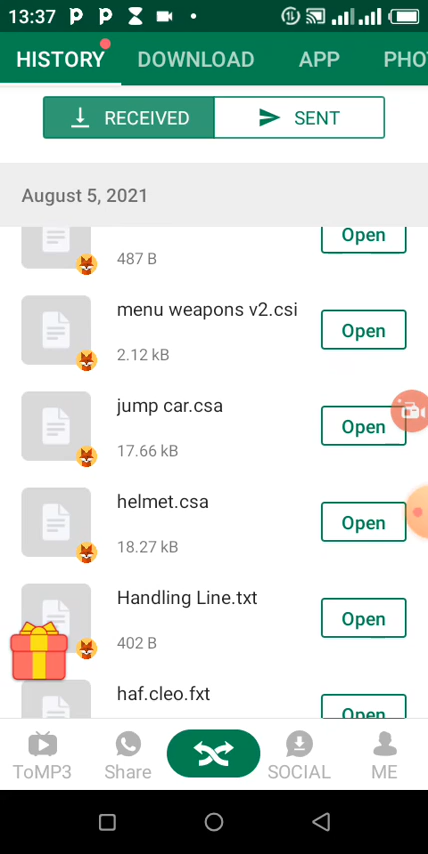 13:37
HISTORY DOWNLOAD APP PHO
RECEIVED SENT
August 5, 2021
Open
487 B
menu weapons v2.csi
Open
2.12 kB
jump car.csa
Open
17.66 kB
helmet.csa
Open
18.27 kB
Handling Line.txt
Open
402 B
haf.cleo.fxt
Open
ToMP3 Share SOCIAL ME